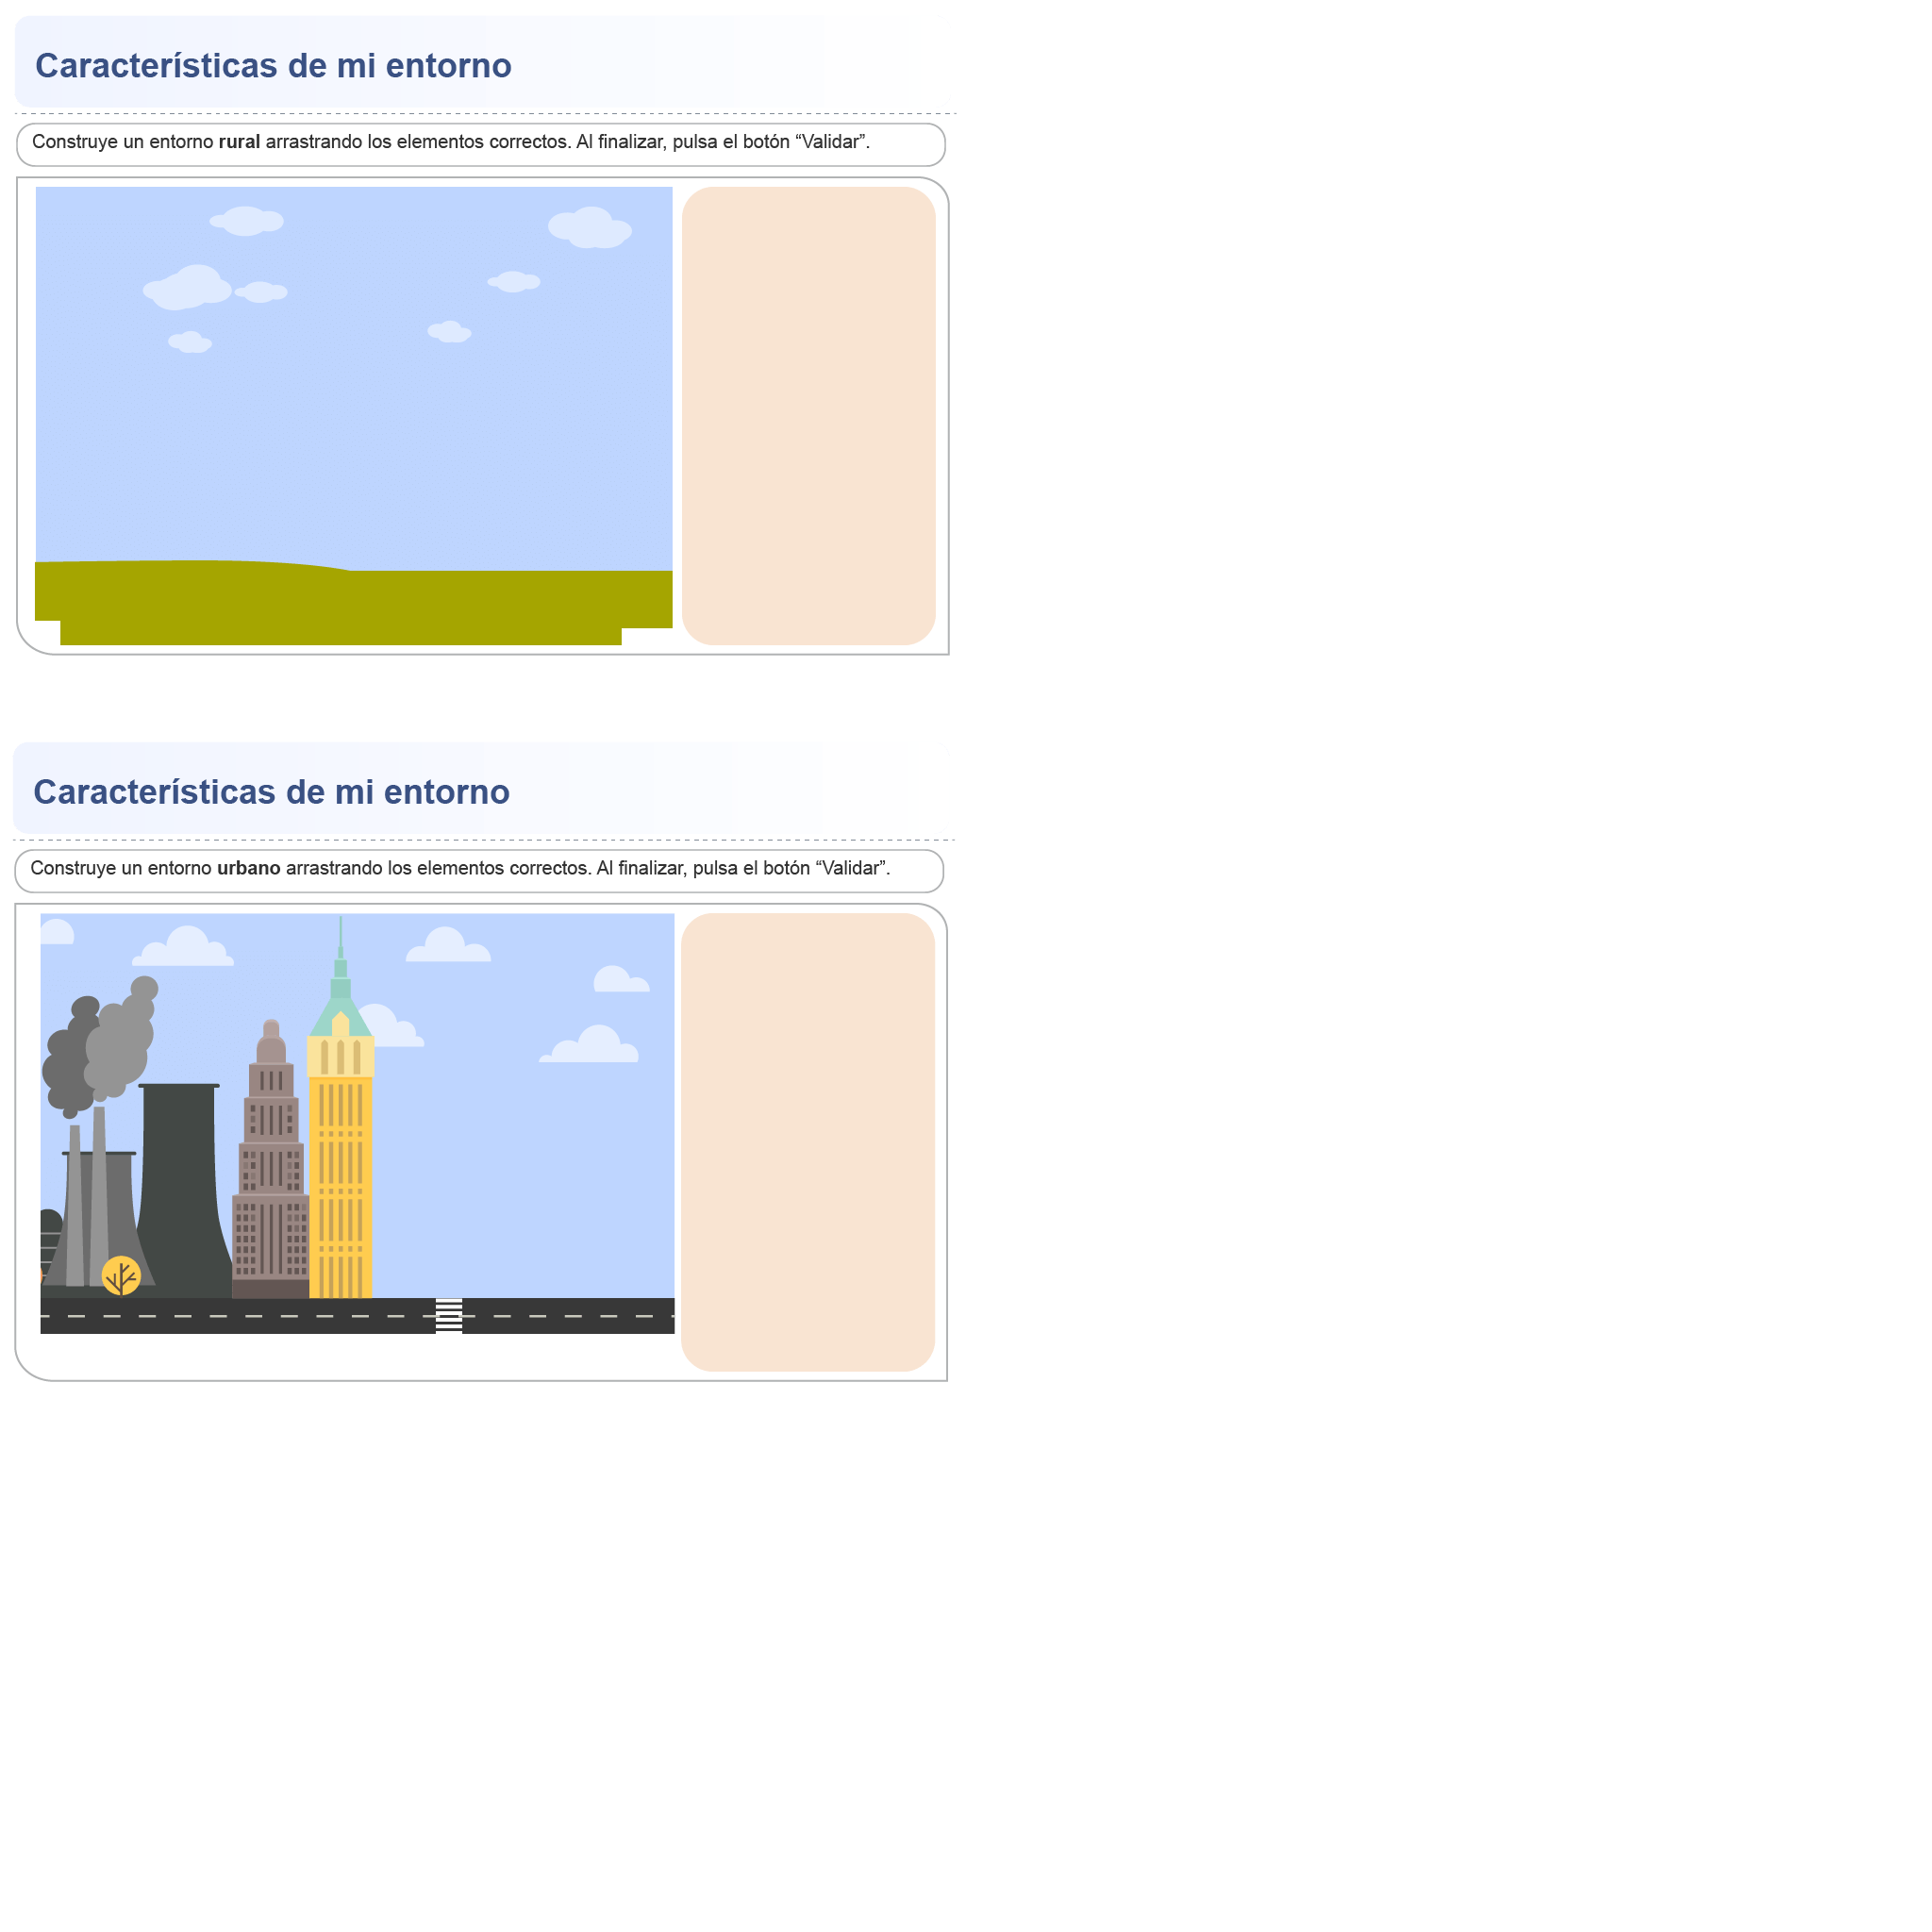 Características de mi entorno
Construye un entorno rural arrastrando los elementos correctos. Al finalizar, pulsa el botón “Validar”.
Características de mi entorno
Construye un entorno urbano arrastrando los elementos correctos. Al finalizar, pulsa el botón “Validar”.